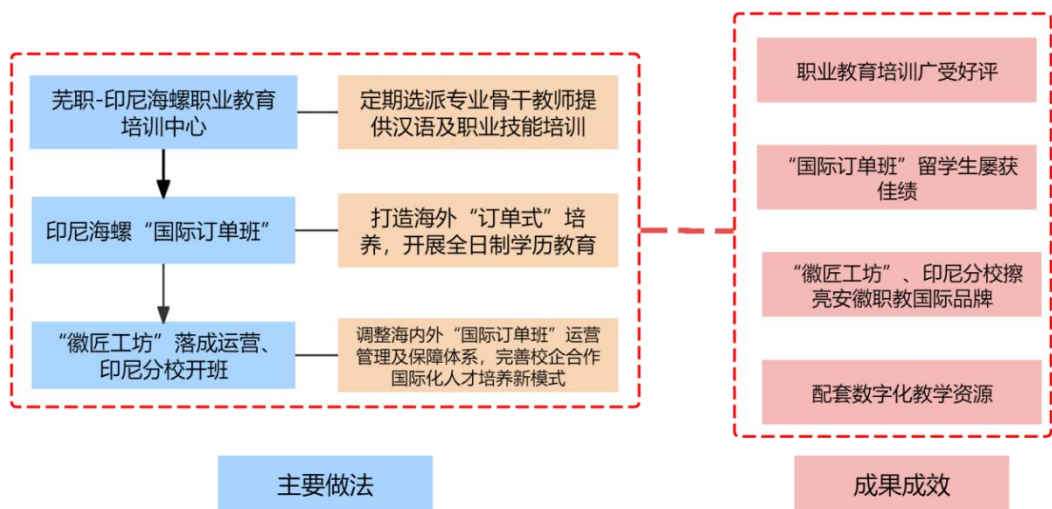 芜职-印尼海螺职业教育
培训中心
定期选派专业骨干教师提
供汉语及职业技能培训
印尼海螺“国际订单班”
打造海外“订单式”培
养，开展全日制学历教育
“徽匠工坊”落成运营、
印尼分校开班
调整海内外“国际订单班”运营
管理及保障体系，完善校企合作
国际化人才培养新模式
主要做法
职业教育培训广受好评
“国际订单班”留学生屡获
佳绩
“徽匠工坊”、印尼分校擦
亮安徽职教国际品牌
配套数字化教学资源
成果成效